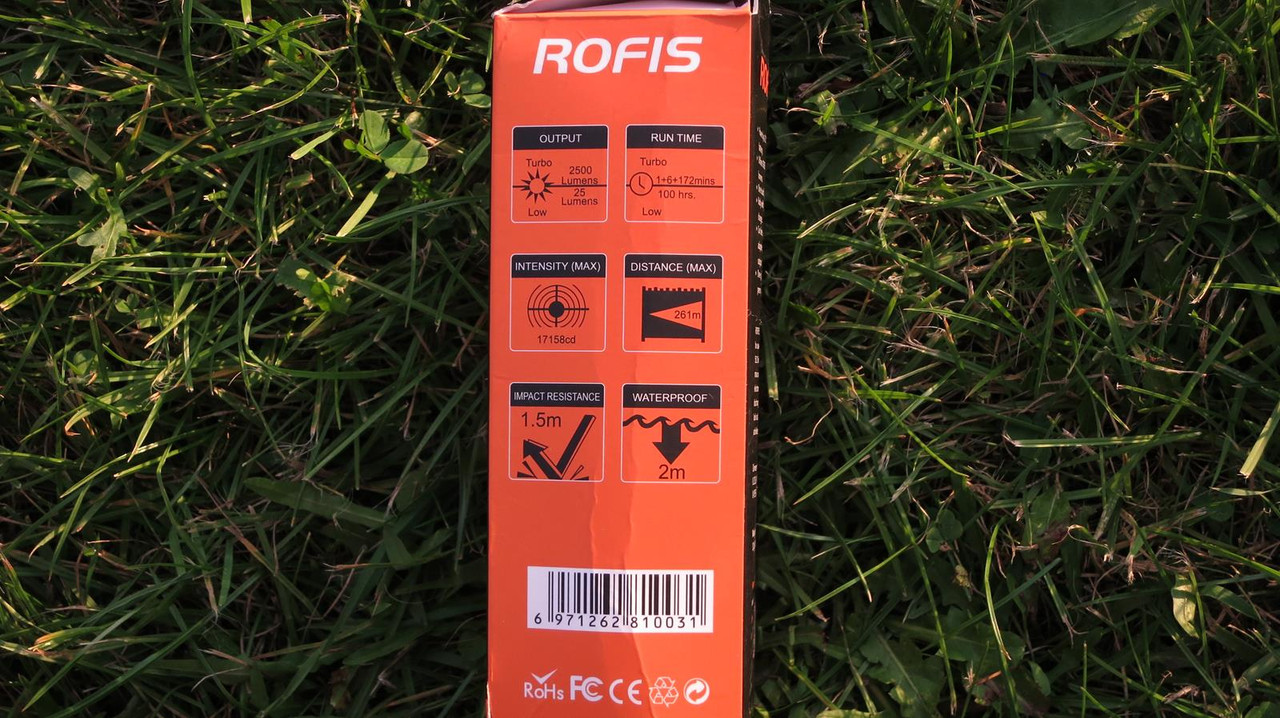 ROFIS
OUTPUT
Turbo
2500
Lumens
25
Lumens
Low
RUN TIME
Turbo
1+6+172mins
100 hrs.
Low
INTENSITY (MAX)
17158cd
DISTANCE (MAX)
261m
IMPACT RESISTANCE
1.5m
WATERPROOF
2m
6 971262 810031
RoHS FC CE